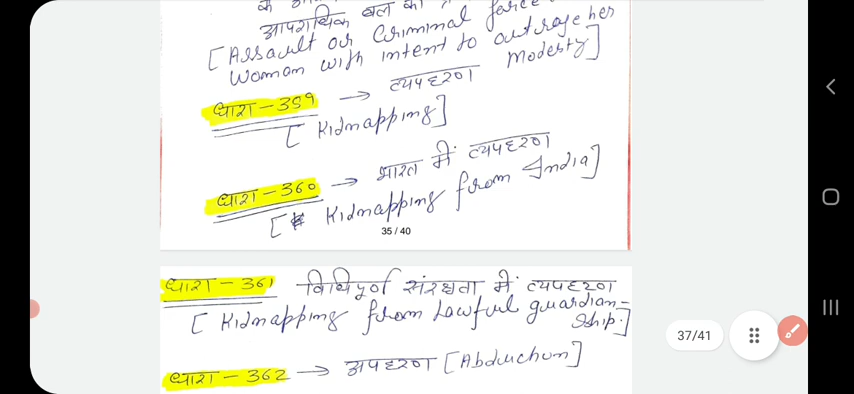 आपराधिक बल का
[Assault or Criminal force
woman with intent to outrage her
modesty]
धारा-359 → व्यपहरण
[Kidnapping]
धारा-360 → भारत में व्यपहरण
[Kidnapping from India]
35 / 40
धारा-361 विधिपूर्ण संरक्षता में व्यपहरण
[Kidnapping from Lawful guardian-
ship.]
37/41
धारा-362 → अपहरण [Abduchon]